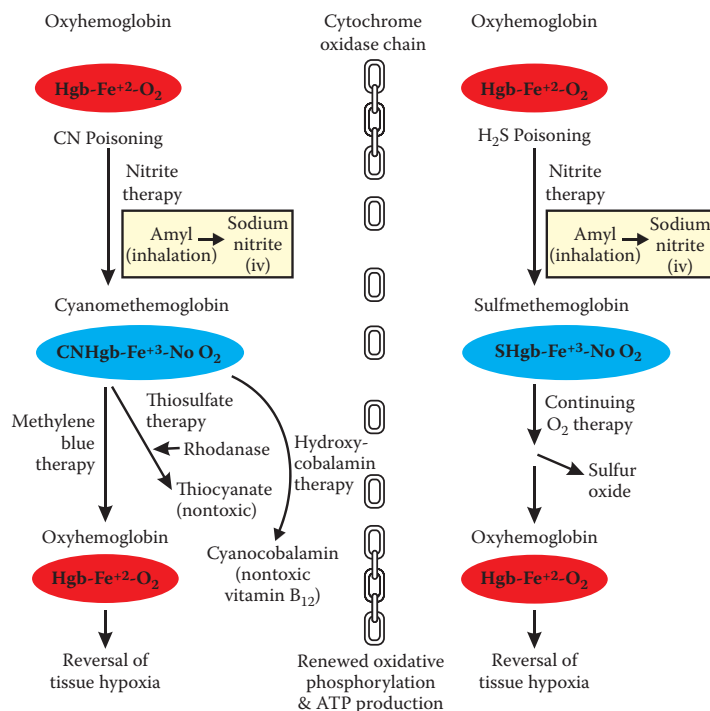 Oxyhemoglobin
Hgb-Fe⁺²-O₂
CN Poisoning
Nitrite
therapy
Amyl
(inhalation)
Sodium
nitrite
(iv)
Cyanomethemoglobin
CNHgb-Fe⁺³-No O₂
Methylene
blue
therapy
Thiosulfate
therapy
Rhodanase
Thiocyanate
(nontoxic)
Hydroxy-
cobalamin
therapy
Cyanocobalamin
(nontoxic
vitamin B₁₂)
Oxyhemoglobin
Hgb-Fe⁺²-O₂
Reversal of
tissue hypoxia
Cytochrome
oxidase chain
Renewed oxidative
phosphorylation
& ATP production
Oxyhemoglobin
Hgb-Fe⁺²-O₂
H₂S Poisoning
Nitrite
therapy
Amyl
(inhalation)
Sodium
nitrite
(iv)
Sulfmethemoglobin
SHgb-Fe⁺³-No O₂
Continuing
O₂ therapy
Sulfur
oxide
Oxyhemoglobin
Hgb-Fe⁺²-O₂
Reversal of
tissue hypoxia